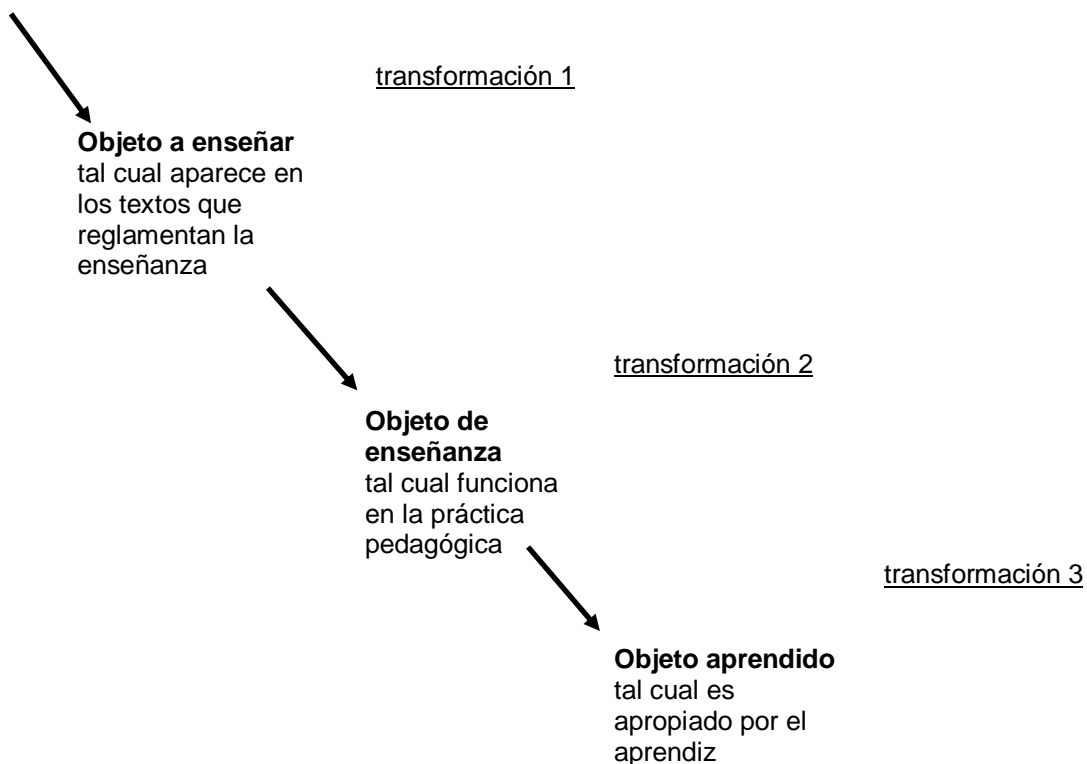 transformación 1
Objeto a enseñar
tal cual aparece en
los textos que
reglamentan la
enseñanza
transformación 2
Objeto de
enseñanza
tal cual funciona
en la práctica
pedagógica
transformación 3
Objeto aprendido
tal cual es
apropiado por el
aprendiz